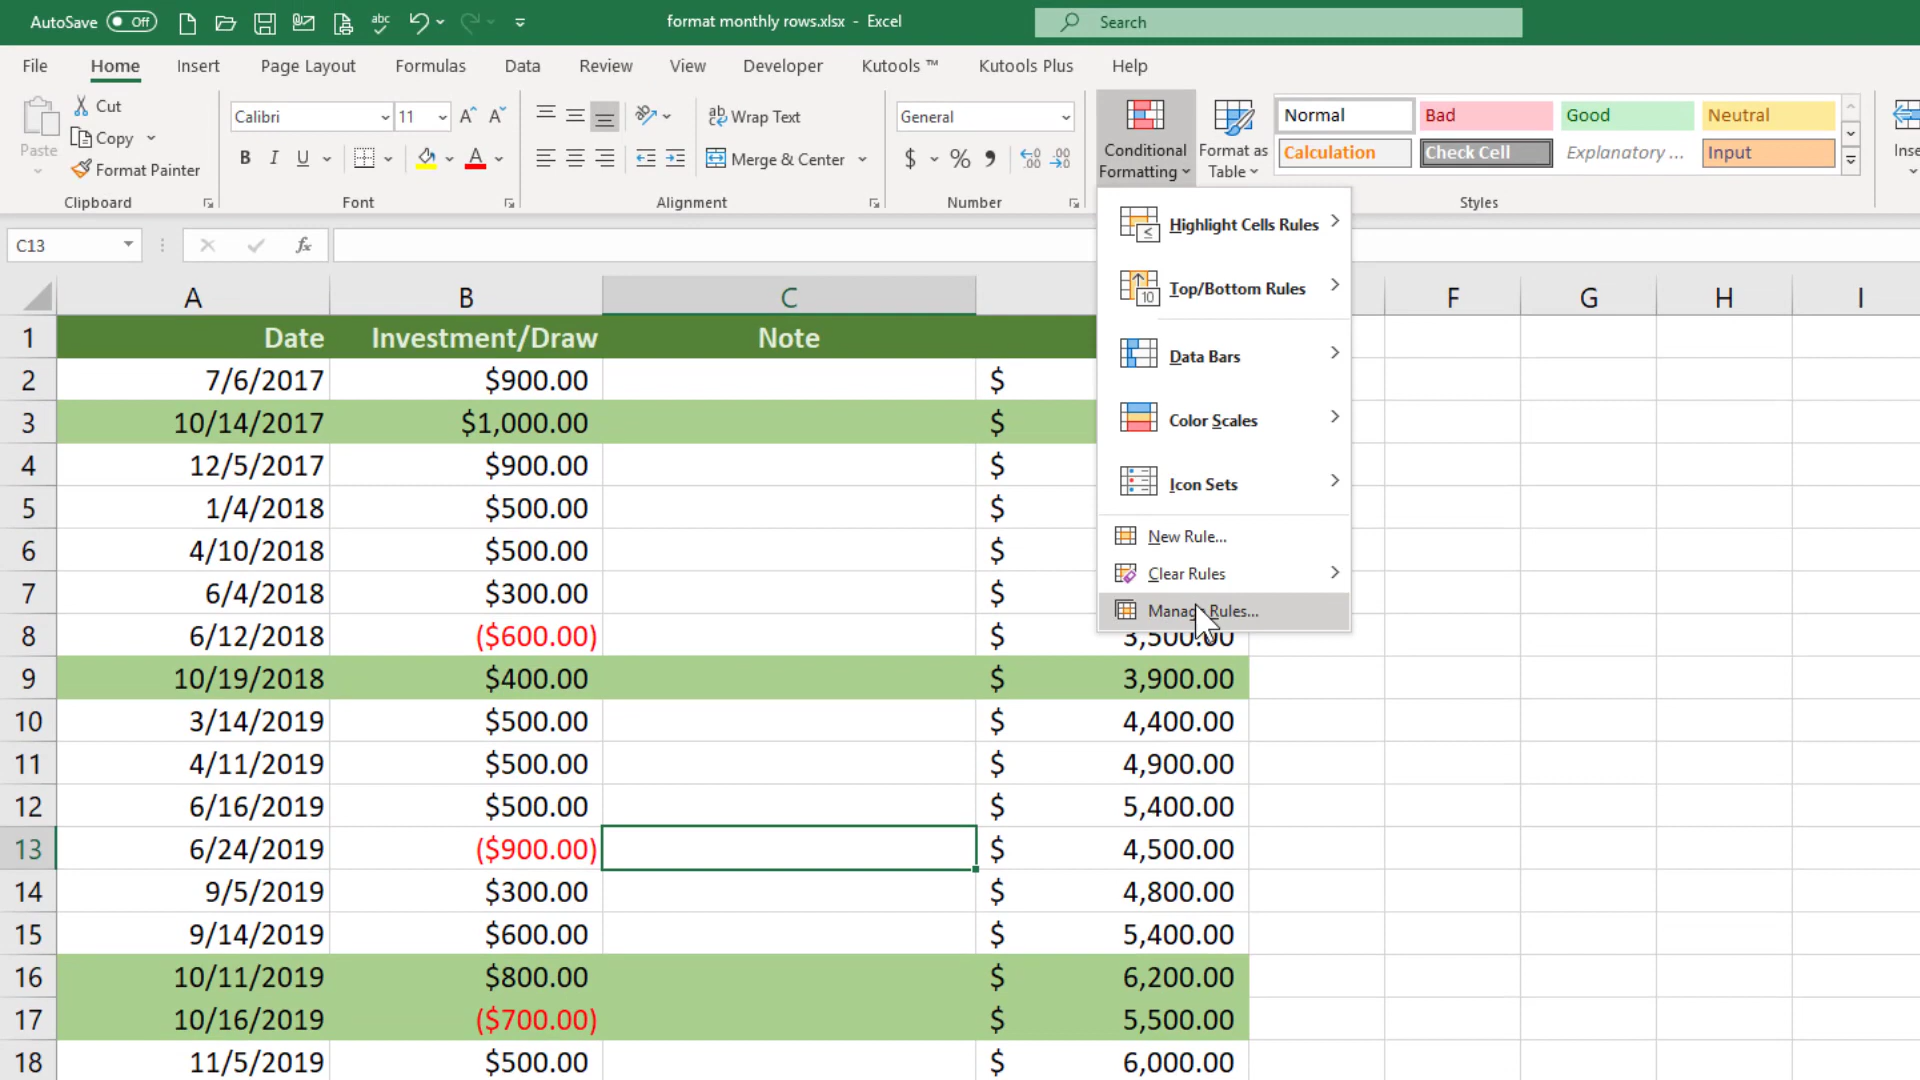 AutoSave Off format monthly rows.xlsx - Excel Search
File Home Insert Page Layout Formulas Data Review View Developer Kutools ™ Kutools Plus Help
Paste Cut Copy Format Painter
Calibri 11
Wrap Text
Merge & Center
General
Conditional Formatting
Format as Table
Normal Bad Good Neutral
Calculation Check Cell Explanatory ... Input
Clipboard Font Alignment Number Styles
C13 fx
Highlight Cells Rules
Top/Bottom Rules
Data Bars
Color Scales
Icon Sets
New Rule...
Clear Rules
Manage Rules...
A B C F G H I
1 Date Investment/Draw Note
2 7/6/2017 $900.00 $
3 10/14/2017 $1,000.00 $
4 12/5/2017 $900.00 $
5 1/4/2018 $500.00 $
6 4/10/2018 $500.00 $
7 6/4/2018 $300.00 $
8 6/12/2018 ($600.00) $ 3,500.00
9 10/19/2018 $400.00 $ 3,900.00
10 3/14/2019 $500.00 $ 4,400.00
11 4/11/2019 $500.00 $ 4,900.00
12 6/16/2019 $500.00 $ 5,400.00
13 6/24/2019 ($900.00) $ 4,500.00
14 9/5/2019 $300.00 $ 4,800.00
15 9/14/2019 $600.00 $ 5,400.00
16 10/11/2019 $800.00 $ 6,200.00
17 10/16/2019 ($700.00) $ 5,500.00
18 11/5/2019 $500.00 $ 6,000.00